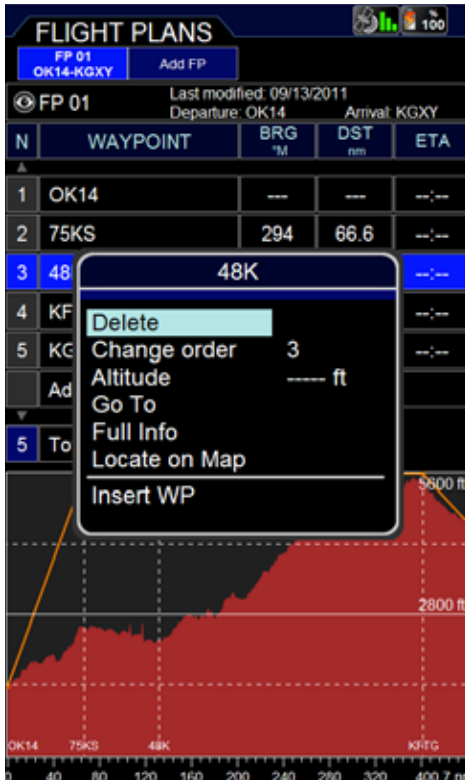 FLIGHT PLANS 100
FP 01 OK14-KGXY Add FP
FP 01 Last modified: 09/13/2011
Departure: OK14 Arrival: KGXY
N WAYPOINT BRG °M DST nm ETA
1 OK14 --- --- --:-
2 75KS 294 66.6 --:-
3 48 --:-
4 KF --:-
5 KG --:-
Ad
5 To
48K
Delete
Change order 3
Altitude ----- ft
Go To
Full Info
Locate on Map
Insert WP
5600 ft
2800 ft
OK14 75KS 48K KFTG
0 40 80 120 160 200 240 280 320 400.7